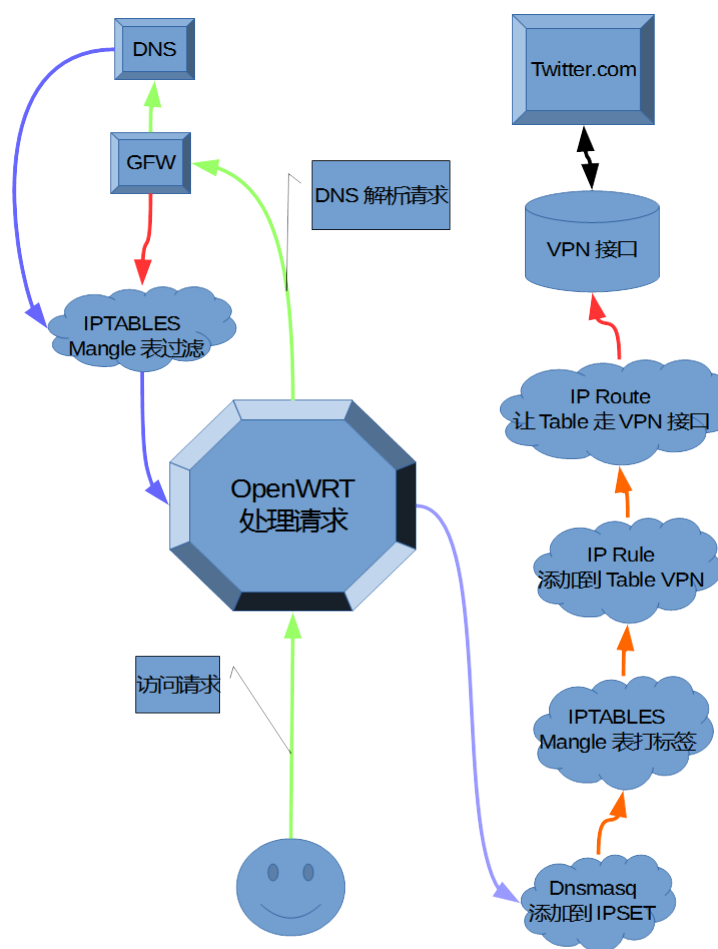 DNS
Twitter.com
GFW
DNS 解析请求
VPN 接口
IPTABLES
Mangle 表过滤
IP Route
让 Table 走 VPN 接口
OpenWRT
处理请求
IP Rule
添加到 Table VPN
访问请求
IPTABLES
Mangle 表打标签
Dnsmasq
添加到 IPSET